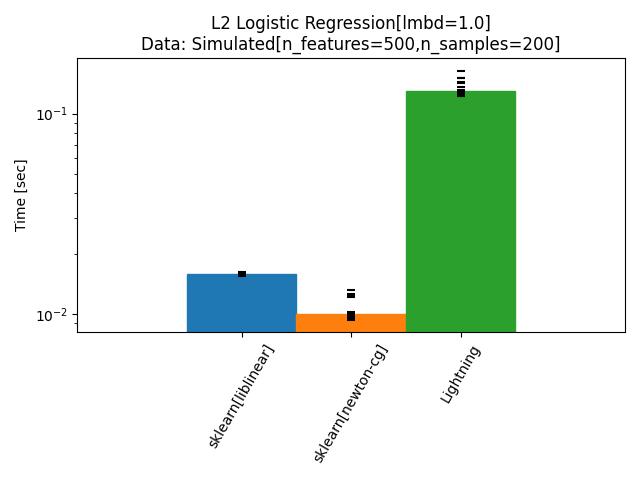 L2 Logistic Regression[lmbd=1.0]
Data: Simulated[n_features=500,n_samples=200]
Time [sec]
10⁻¹
10⁻²
sklearn[liblinear]
sklearn[newton-cg]
Lightning